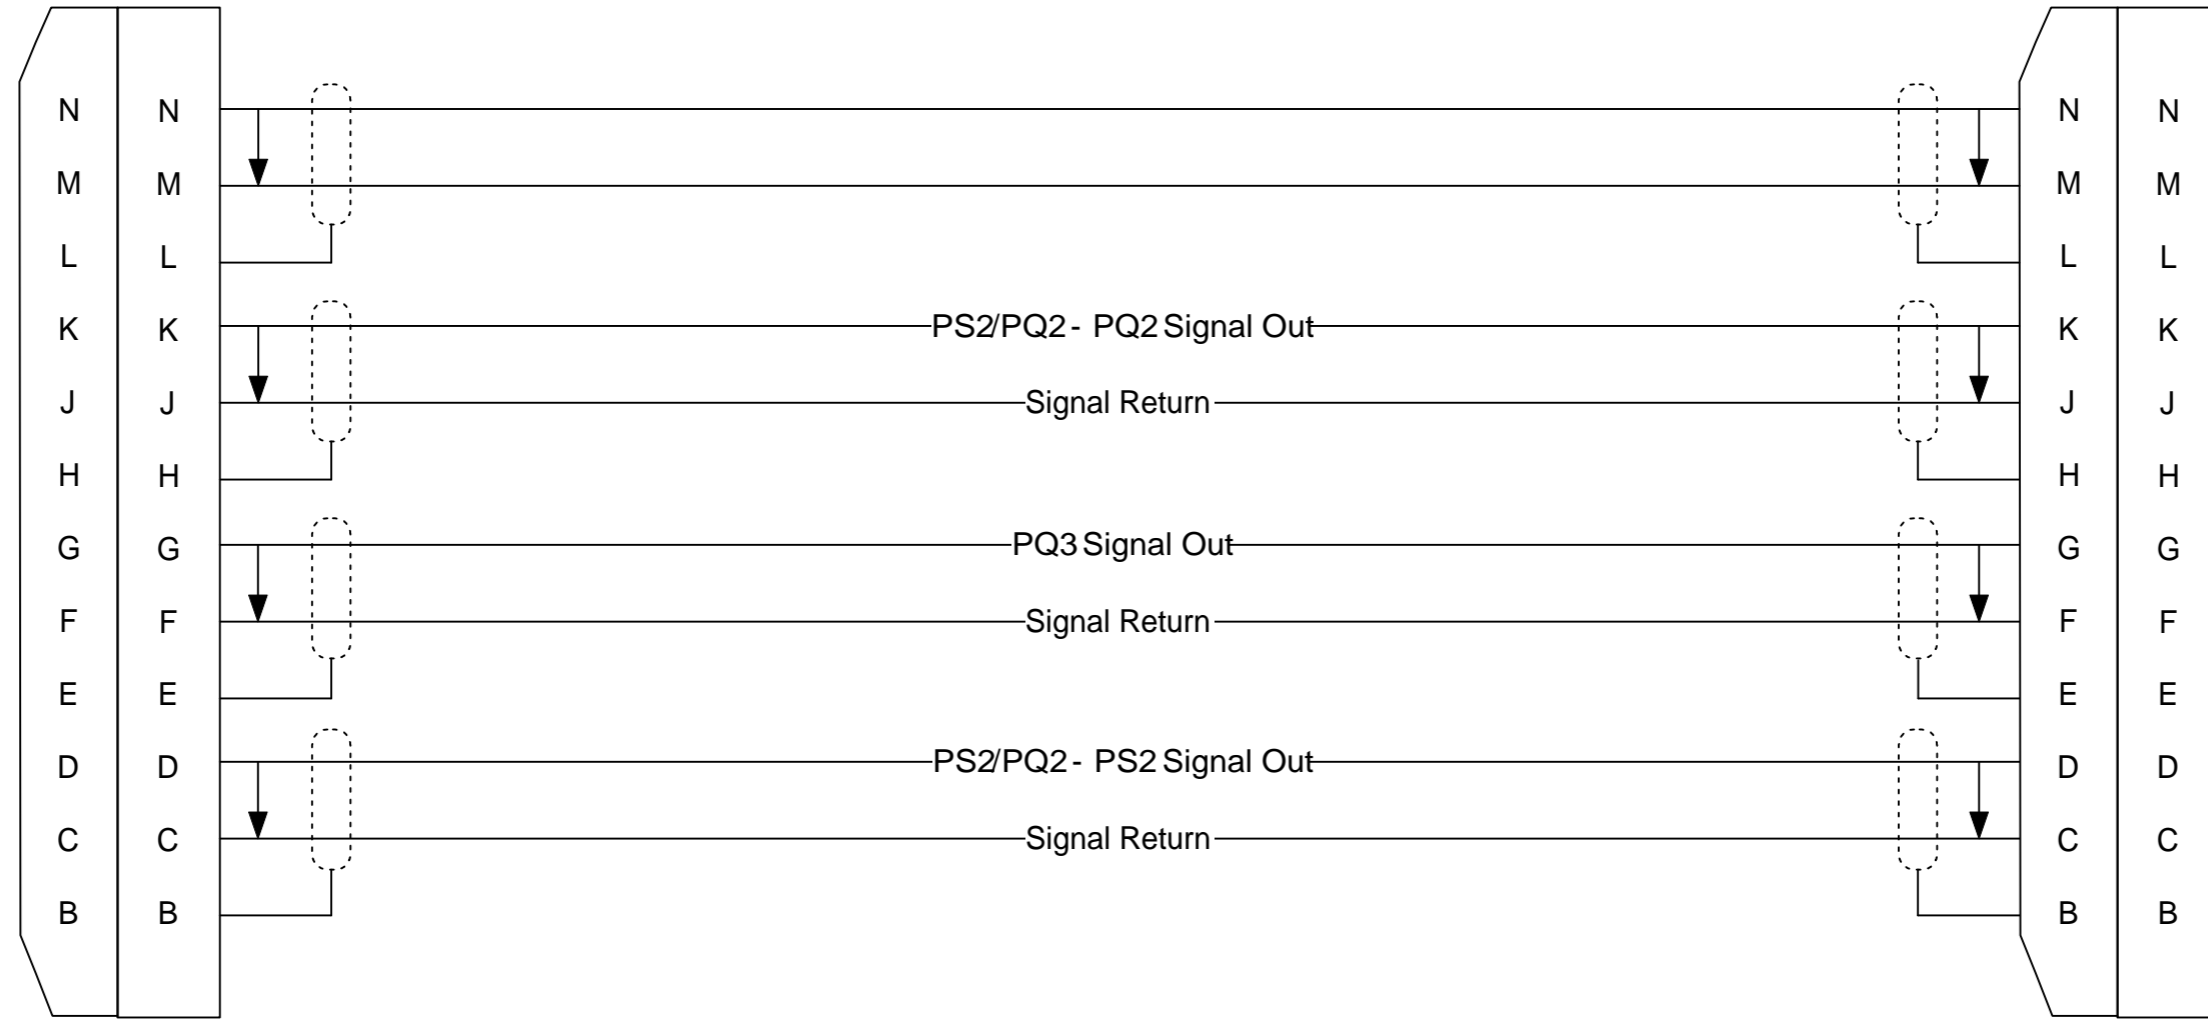 N N N N
M M M M
L L L L
K K PS2/PQ2 - PQ2 Signal Out K K
J J Signal Return J J
H H H H
G G PQ3 Signal Out G G
F F Signal Return F F
E E E E
D D PS2/PQ2 - PS2 Signal Out D D
C C Signal Return C C
B B B B